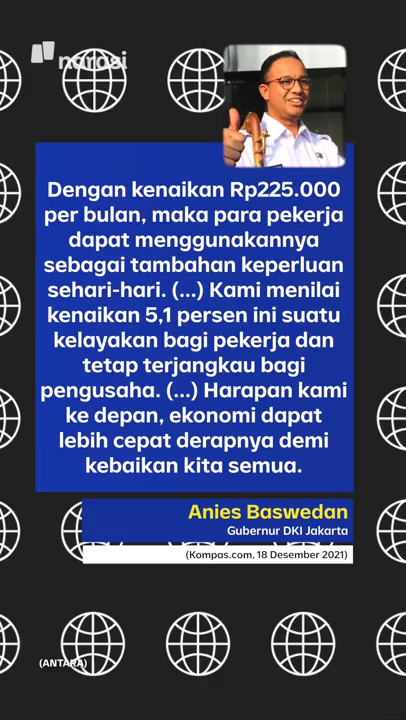 narasi
Dengan kenaikan Rp225.000
per bulan, maka para pekerja
dapat menggunakannya
sebagai tambahan keperluan
sehari-hari. (...) Kami menilai
kenaikan 5,1 persen ini suatu
kelayakan bagi pekerja dan
tetap terjangkau bagi
pengusaha. (...) Harapan kami
ke depan, ekonomi dapat
lebih cepat derapnya demi
kebaikan kita semua.
Anies Baswedan
Gubernur DKI Jakarta
(Kompas.com, 18 Desember 2021)
(ANTARA)